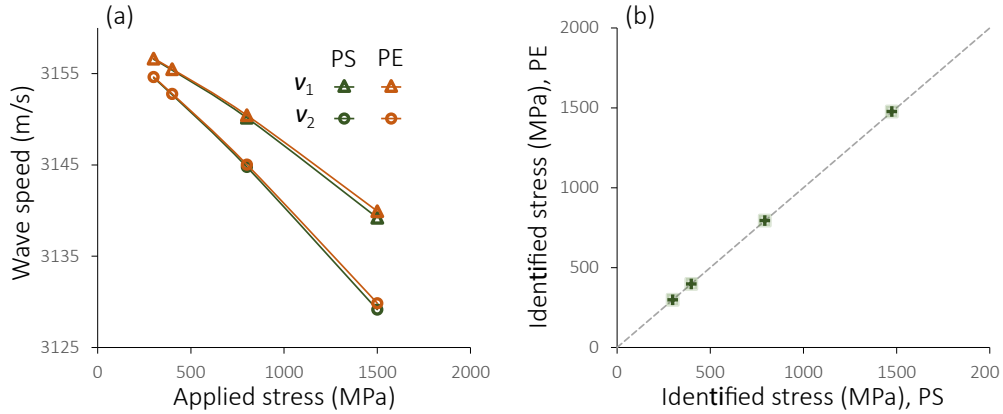 (a)
PS PE
v1
v2
3155
3145
3135
3125
Wave speed (m/s)
0 500 1000 1500 2000
Applied stress (MPa)
(b)
2000
1500
1000
500
0
Identified stress (MPa), PE
0 500 1000 1500 200
Identified stress (MPa), PS